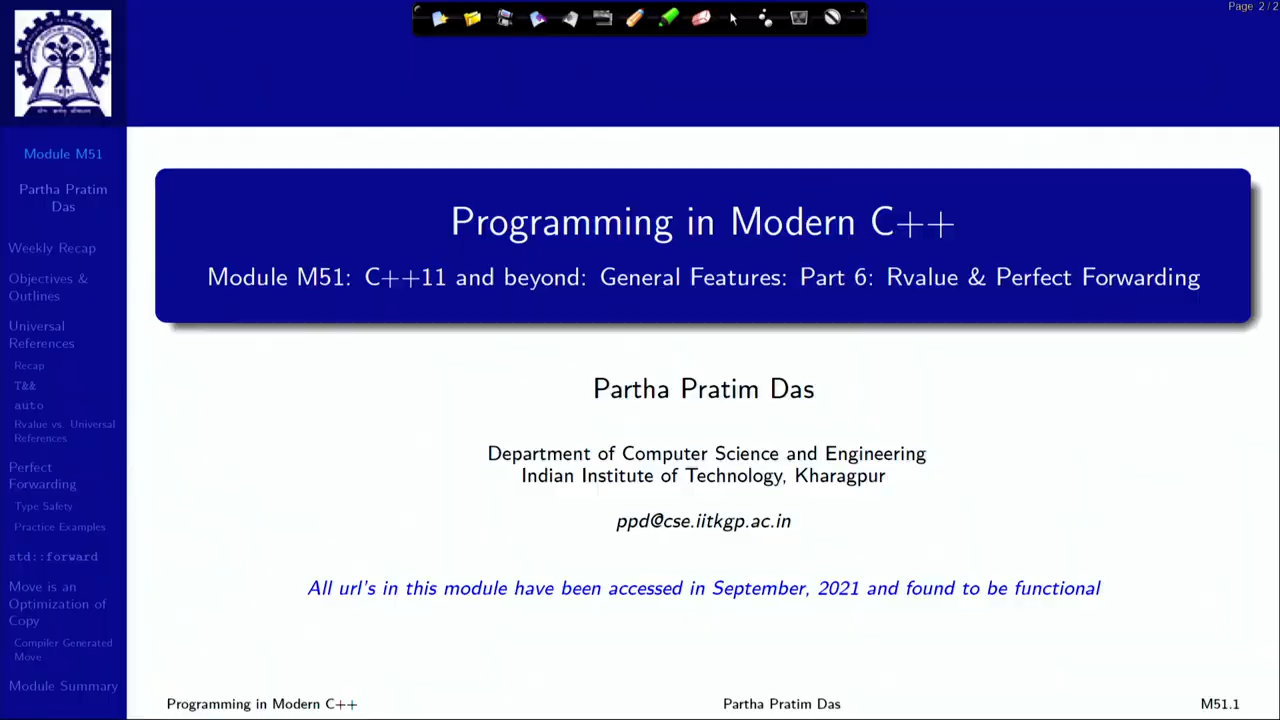 Page 2 / 2
Module M51
Partha Pratim
Das
Weekly Recap
Objectives &
Outlines
Universal
References
Recap
T&&
auto
Rvalue vs. Universal
References
Perfect
Forwarding
Type Safety
Practice Examples
std::forward
Move is an
Optimization of
Copy
Compiler Generated
Move
Module Summary
Programming in Modern C++
Module M51: C++11 and beyond: General Features: Part 6: Rvalue & Perfect Forwarding
Partha Pratim Das
Department of Computer Science and Engineering
Indian Institute of Technology, Kharagpur
ppd@cse.iitkgp.ac.in
All url's in this module have been accessed in September, 2021 and found to be functional
Programming in Modern C++
Partha Pratim Das
M51.1